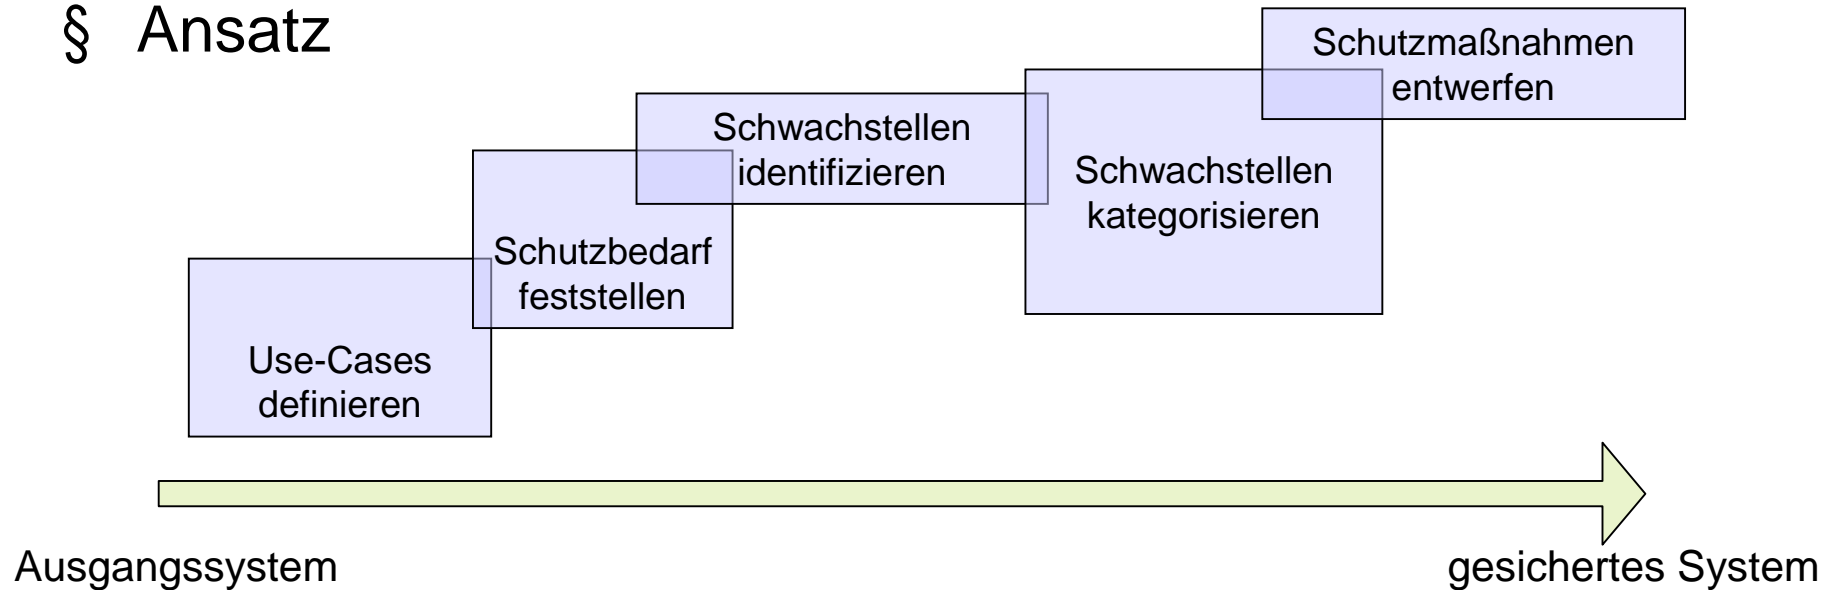 § Ansatz
Use-Cases
definieren
Schutzbedarf
feststellen
Schwachstellen
identifizieren
Schwachstellen
kategorisieren
Schutzmaßnahmen
entwerfen
Ausgangssystem
gesichertes System